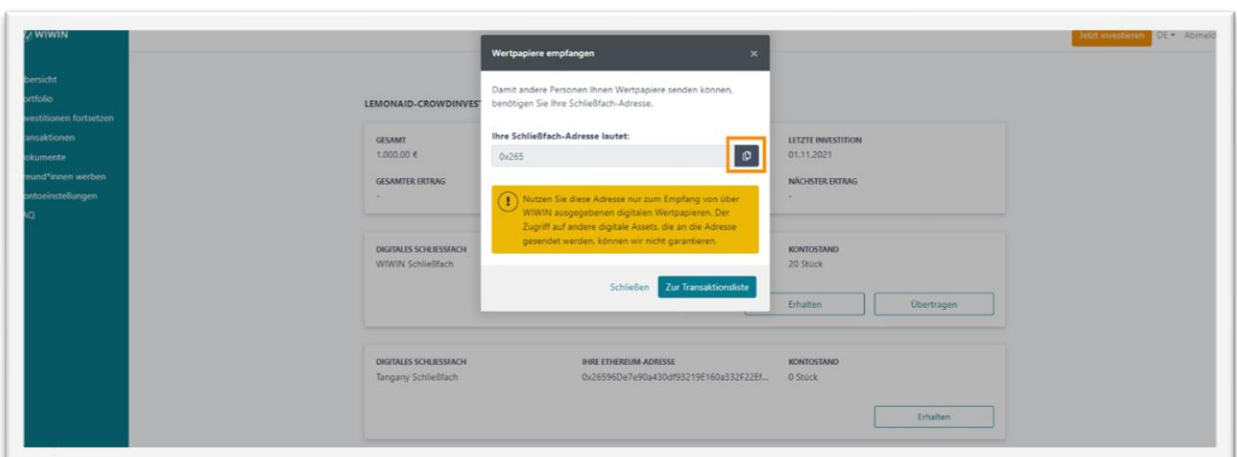 WIWIN
Jetzt investieren DE Abmeld
bersicht
ortfolio
vestitionen fortsetzen
ansaktionen
okumente
eund*innen werben
ontoeinstellungen
AQ
LEMONAID-CROWDINVES
GESAMT
1.000,00 €
GESAMTER ERTRAG
-
LETZTE INVESTITION
01.11.2021
NÄCHSTER ERTRAG
-
Wertpapiere empfangen ×
Damit andere Personen Ihnen Wertpapiere senden können,
benötigen Sie Ihre Schließfach-Adresse.
Ihre Schließfach-Adresse lautet:
0x265
Nutzen Sie diese Adresse nur zum Empfang von über
WIWIN ausgegebenen digitalen Wertpapieren. Der
Zugriff auf andere digitale Assets, die an die Adresse
gesendet werden, können wir nicht garantieren.
Schließen Zur Transaktionsliste
DIGITALES SCHLIESSFACH
WIWIN Schließfach
KONTOSTAND
20 Stück
Erhalten Übertragen
DIGITALES SCHLIESSFACH
Tangany Schließfach
IHRE ETHEREUM-ADRESSE
0x26596De7e90a430df93219E160a332F22Ef...
KONTOSTAND
0 Stück
Erhalten